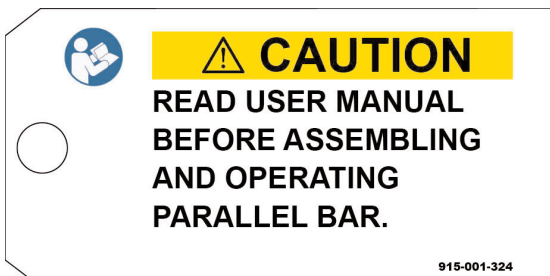 CAUTION
READ USER MANUAL
BEFORE ASSEMBLING
AND OPERATING
PARALLEL BAR.
915-001-324